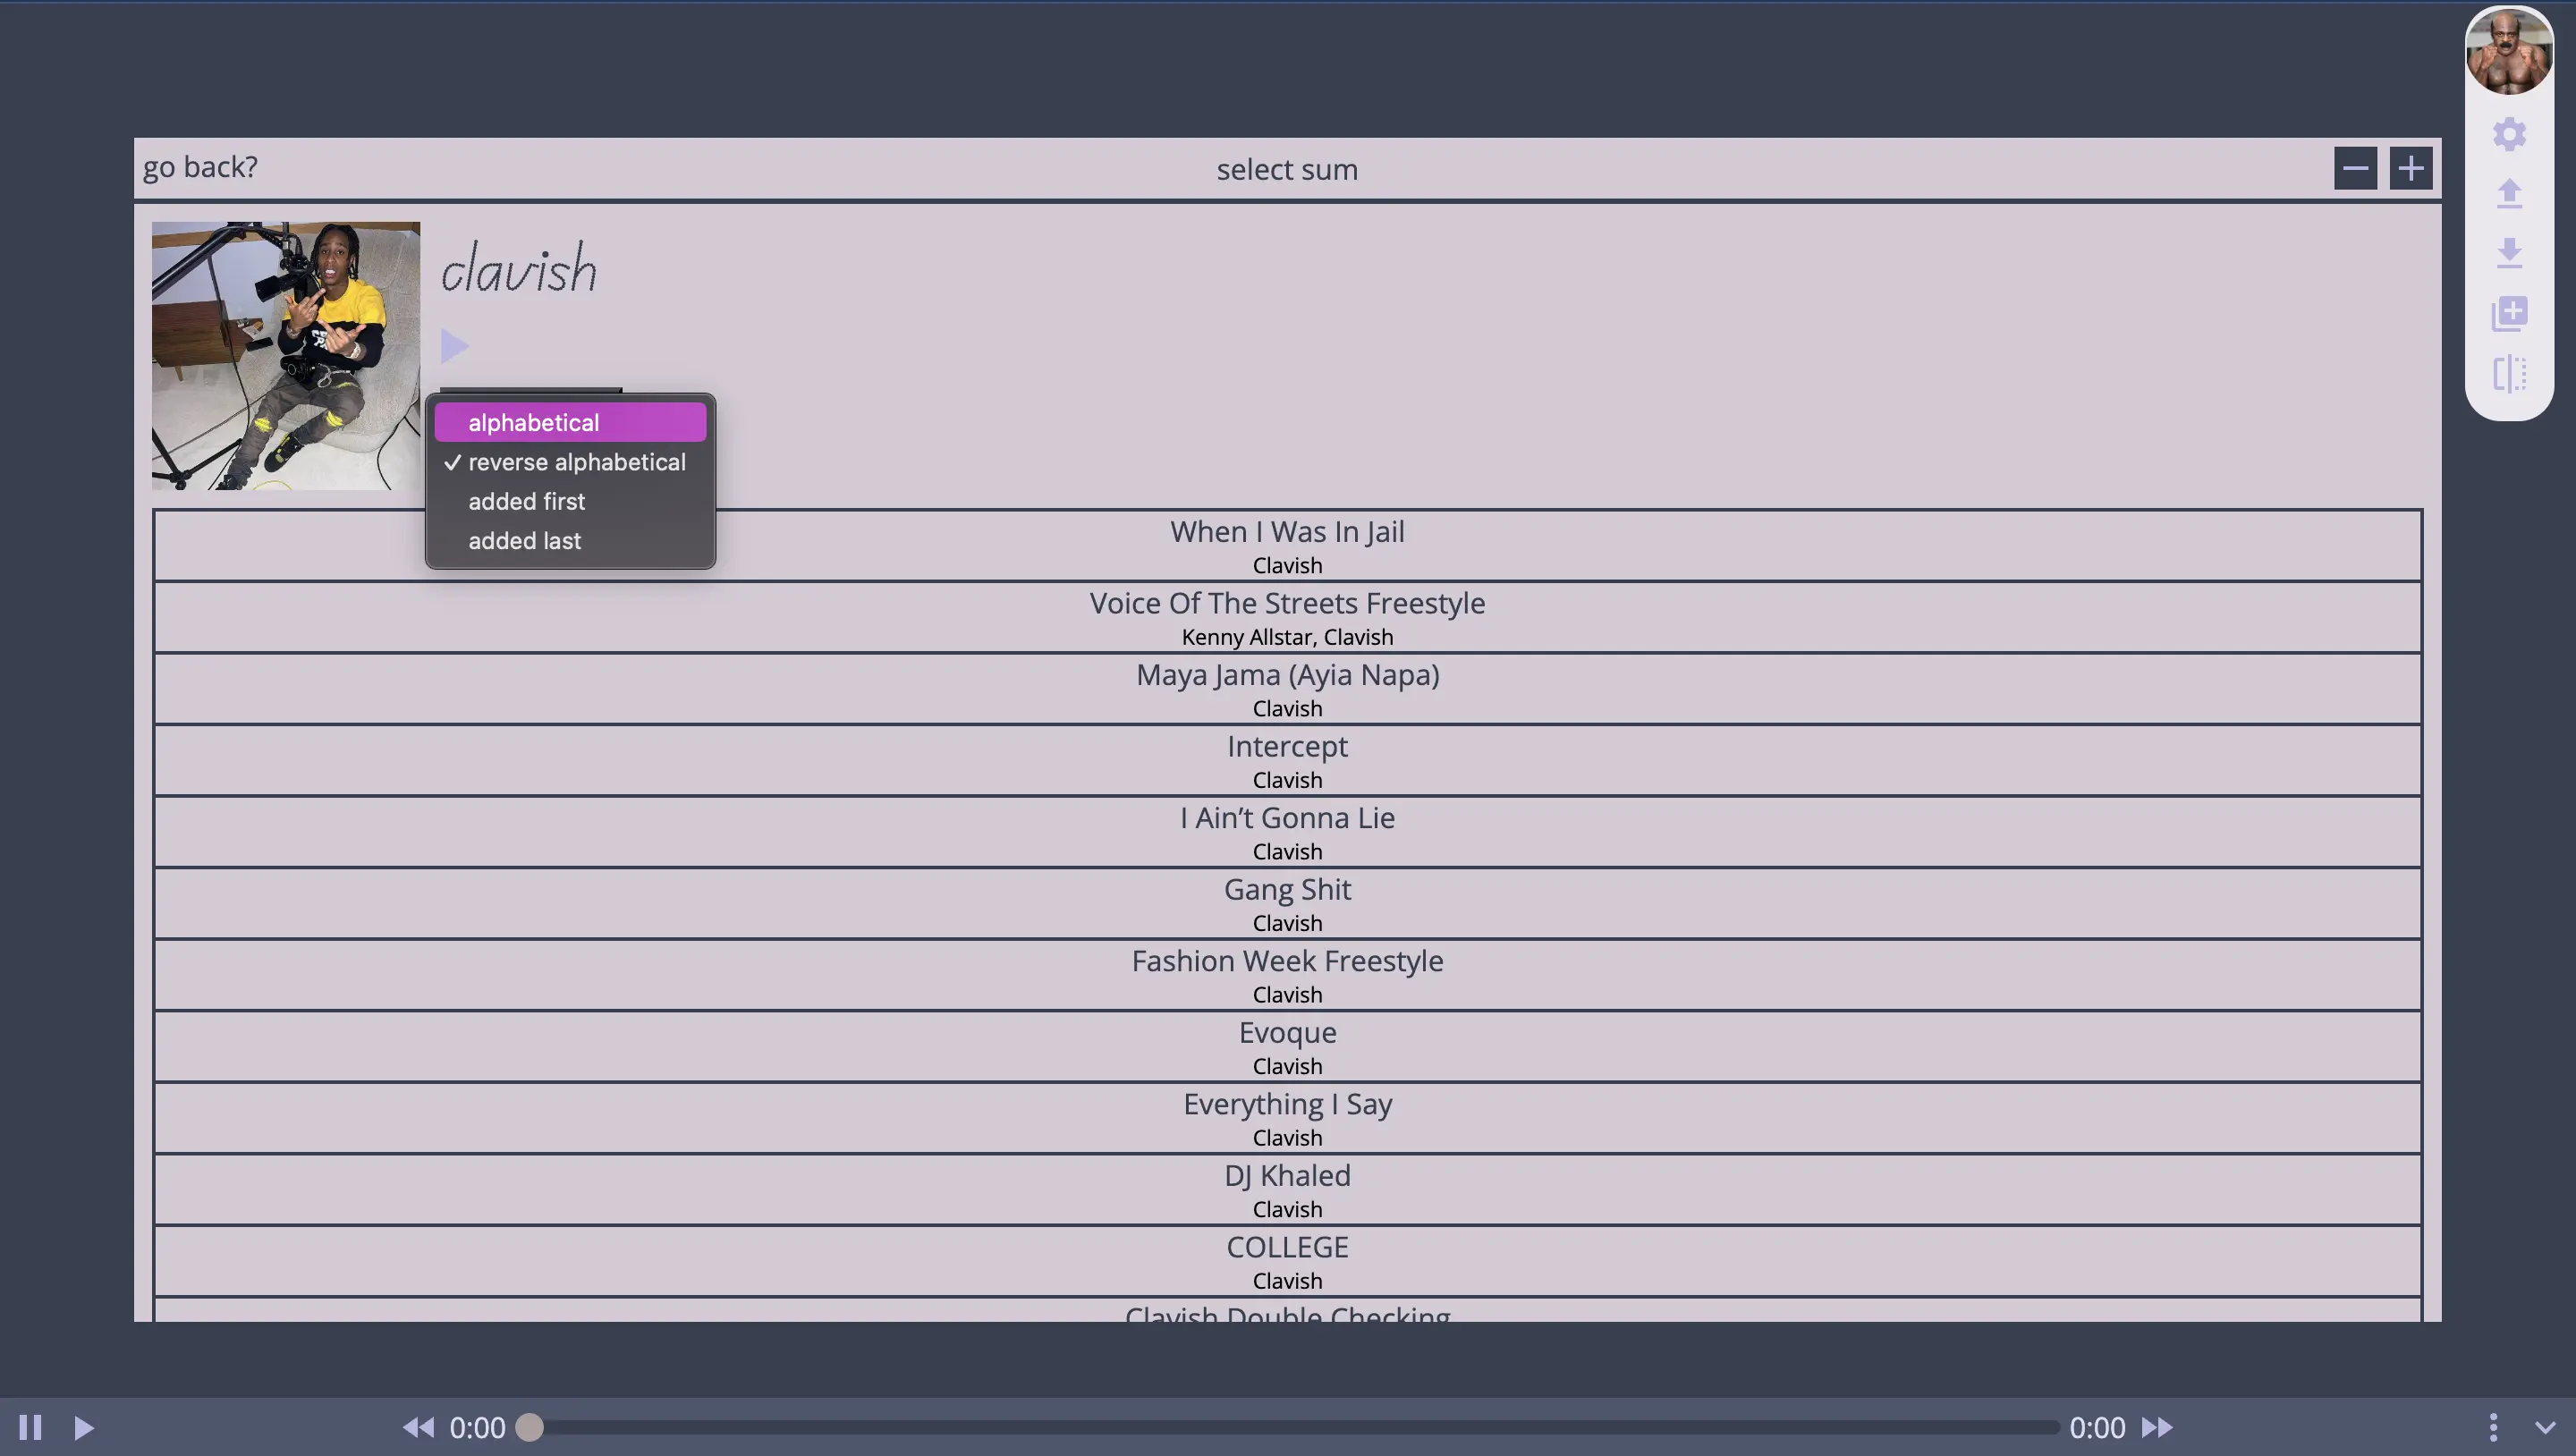 go back?
select sum
clavish
alphabetical
✓ reverse alphabetical
added first
added last
When I Was In Jail
Clavish
Voice Of The Streets Freestyle
Kenny Allstar, Clavish
Maya Jama (Ayia Napa)
Clavish
Intercept
Clavish
I Ain’t Gonna Lie
Clavish
Gang Shit
Clavish
Fashion Week Freestyle
Clavish
Evoque
Clavish
Everything I Say
Clavish
DJ Khaled
Clavish
COLLEGE
Clavish
Clavish Double Checking
0:00
0:00